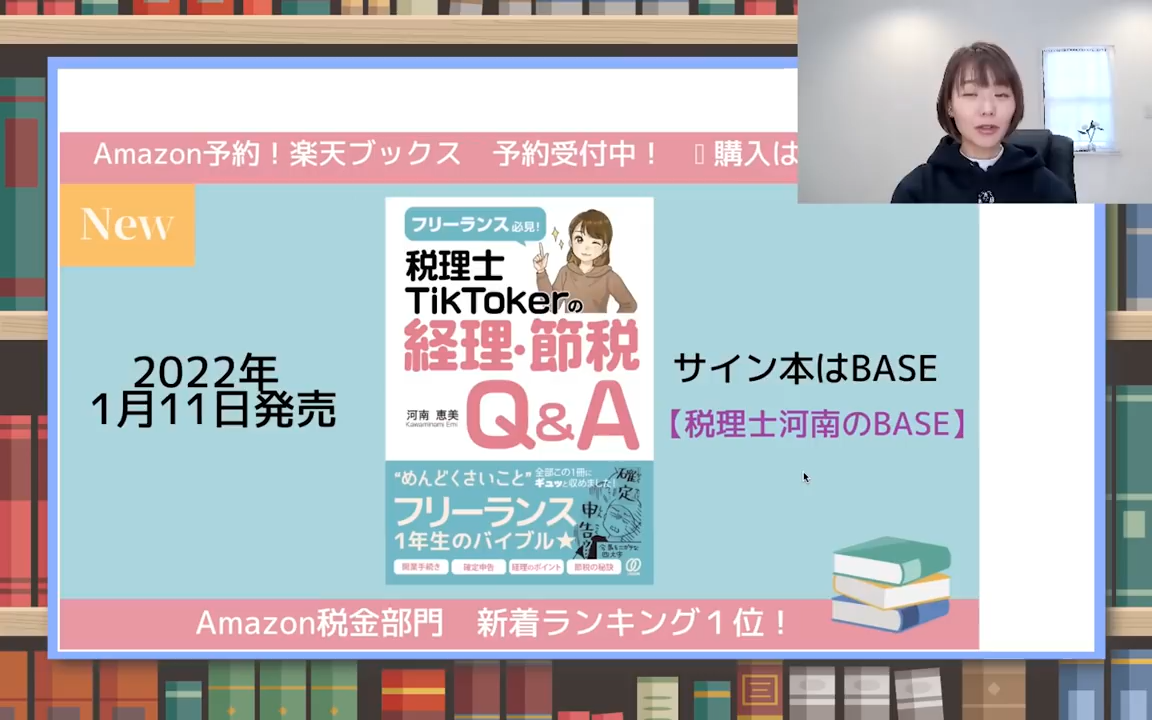 Amazon予約！楽天ブックス 予約受付中！ 購入は
New
フリーランス必見！
税理士
TikTokerの
経理・節税
Q&A
河南 恵美
Kawaminami Emi
2022年
1月11日発売
サイン本はBASE
【税理士河南のBASE】
“めんどくさいこと”全部この1冊に
ギュッと収めました！
フリーランス
1年生のバイブル★
確定
申告
開業手続き 確定申告 経理のポイント 節税の秘訣
Amazon税金部門 新着ランキング１位！